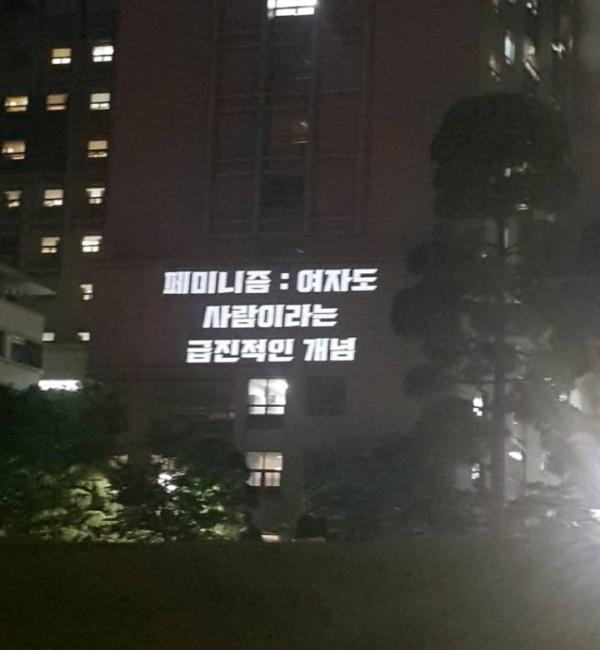 페미니즘 : 여자도
사람이라는
급진적인 개념